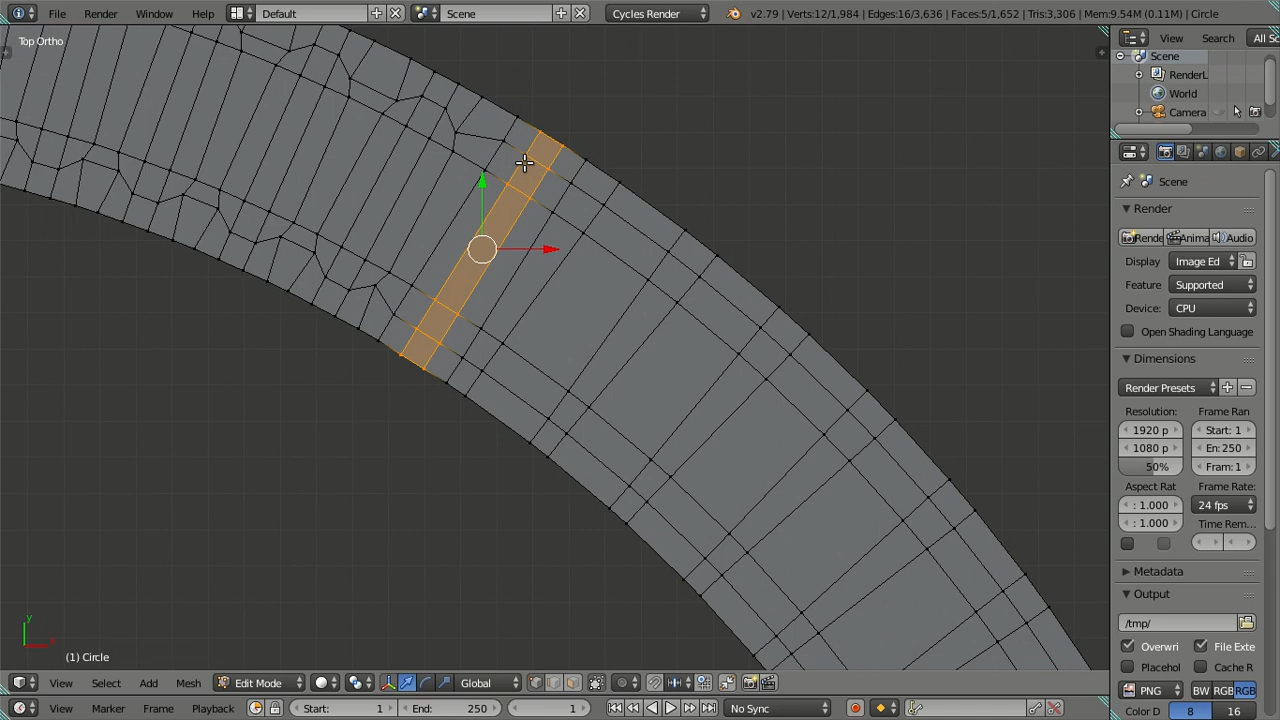 File Render Window Help Default Scene Cycles Render v2.79 | Verts:12/1,984 | Edges:16/3,636 | Faces:5/1,652 | Tris:3,306 | Mem:9.54M (0.11M) | Circle
Top Ortho
View Search All Sc
Scene
RenderL
World
Camera
Scene
Render
Rende Anima Audio
Display Image Ed
Feature Supported
Device: CPU
Open Shading Language
Dimensions
Render Presets
Resolution: Frame Ran
1920 p Start: 1
1080 p En: 250
50% Fram: 1
Aspect Rat Frame Rate:
: 1.000 24 fps
: 1.000 Time Rem...
Metadata
Output
/tmp/
Overwri File Exte
Placehol Cache R
PNG BW RGB RGB
Color D 8 16
y
x
(1) Circle
View Select Add Mesh Edit Mode Global
View Marker Frame Playback Start: 1 End: 250 1 No Sync